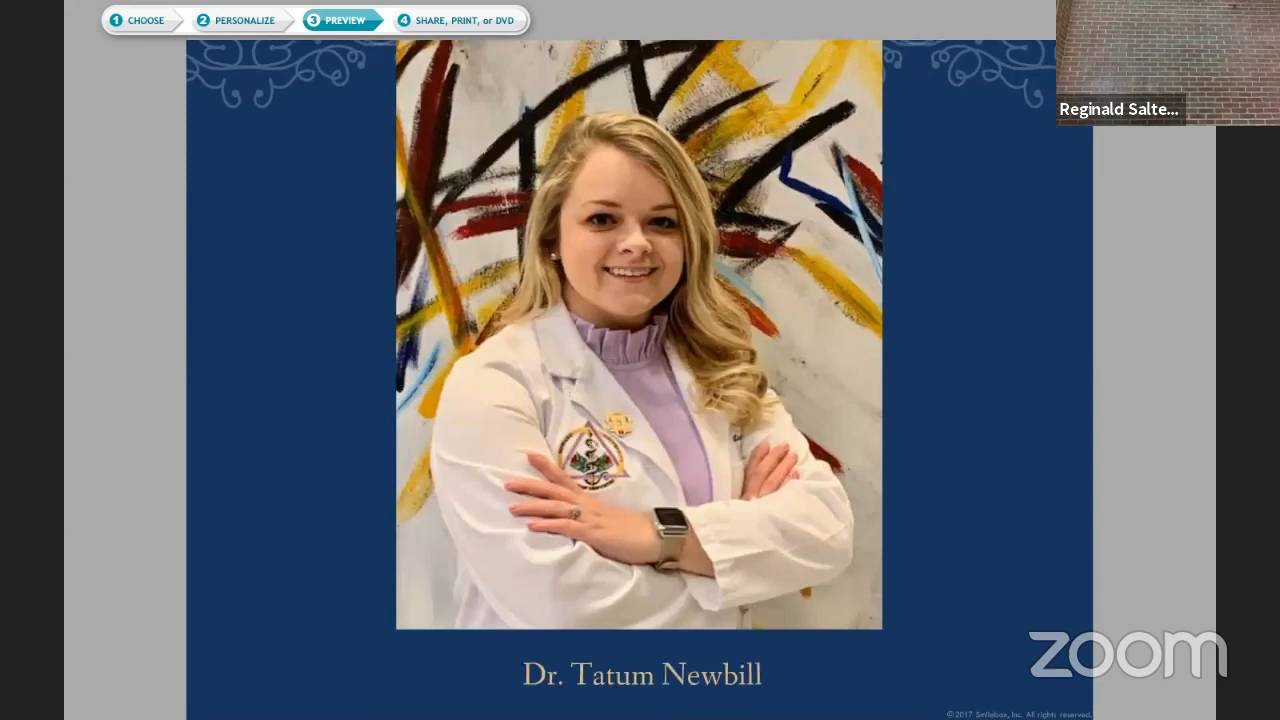 1 CHOOSE
2 PERSONALIZE
3 PREVIEW
4 SHARE, PRINT, or DVD
Reginald Salte...
Dr. Tatum Newbill
zoom
©2017 Smilebox, Inc. All rights reserved.